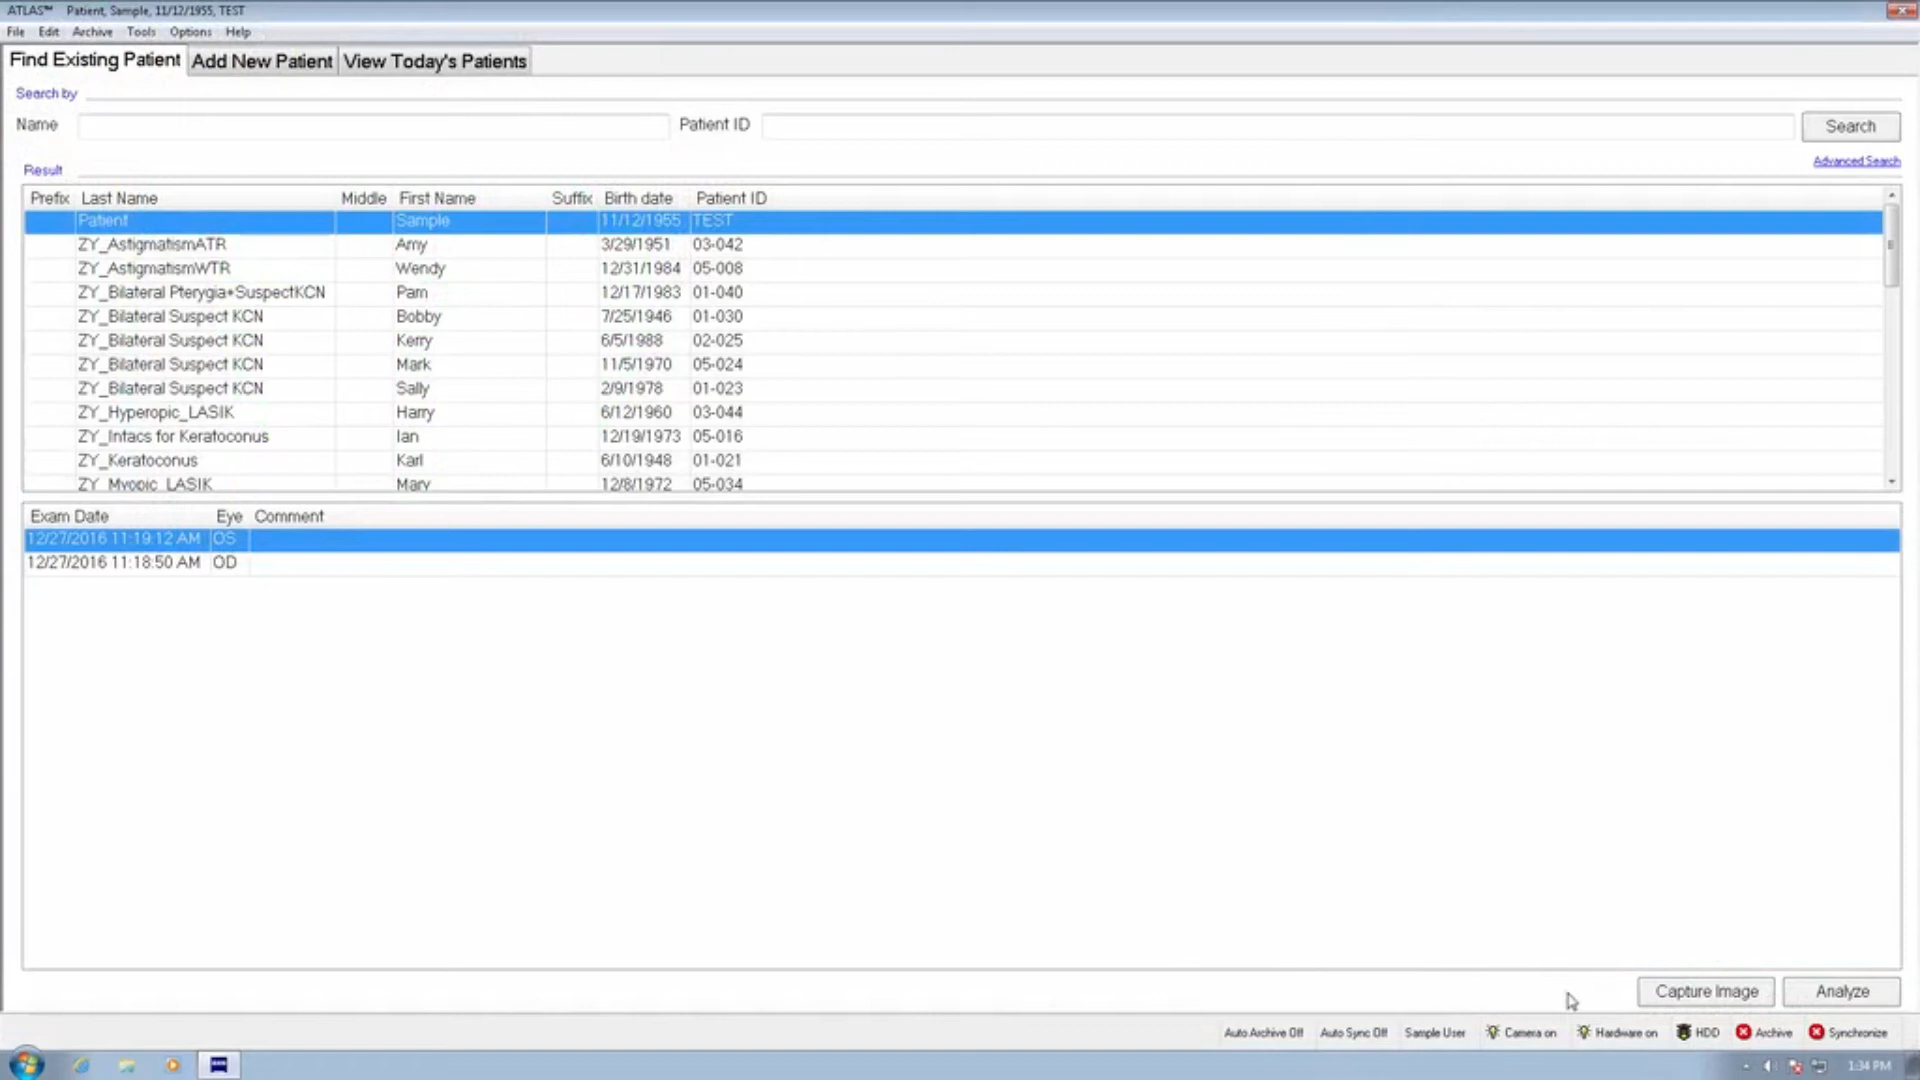 ATLAS™ Patient, Sample, 11/12/1955, TEST
File Edit Archive Tools Options Help
Find Existing Patient Add New Patient View Today's Patients
Search by
Name Patient ID Search
Advanced Search
Result
Prefix Last Name Middle First Name Suffix Birth date Patient ID
Patient Sample 11/12/1955 TEST
ZY_AstigmatismATR Amy 3/29/1951 03-042
ZY_AstigmatismWTR Wendy 12/31/1984 05-008
ZY_Bilateral Pterygia+SuspectKCN Pam 12/17/1983 01-040
ZY_Bilateral Suspect KCN Bobby 7/25/1946 01-030
ZY_Bilateral Suspect KCN Kerry 6/5/1988 02-025
ZY_Bilateral Suspect KCN Mark 11/5/1970 05-024
ZY_Bilateral Suspect KCN Sally 2/9/1978 01-023
ZY_Hyperopic_LASIK Harry 6/12/1960 03-044
ZY_Intacs for Keratoconus Ian 12/19/1973 05-016
ZY_Keratoconus Karl 6/10/1948 01-021
ZY_Myopic_LASIK Mary 12/8/1972 05-034
Exam Date Eye Comment
12/27/2016 11:19:12 AM OS
12/27/2016 11:18:50 AM OD
Capture Image Analyze
Auto Archive Off Auto Sync Off Sample User Camera on Hardware on HDD Archive Synchronize
1:34 PM